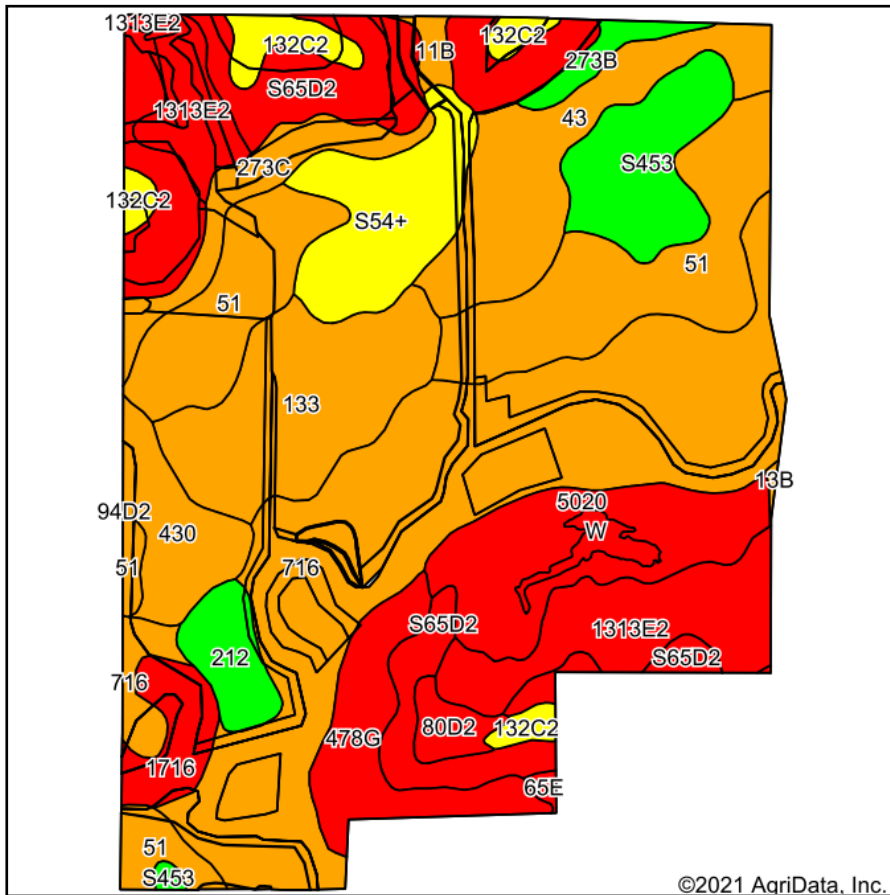 1313E2
132C2
11B
132C2
273B
S65D2
1313E2
43
273C
S453
132C2
S54+
51
51
133
13B
5020
94D2
430
W
51
716
S65D2
1313E2
212
S65D2
716
478G
80D2
132C2
1716
65E
51
S453
©2021 AgriData, Inc.